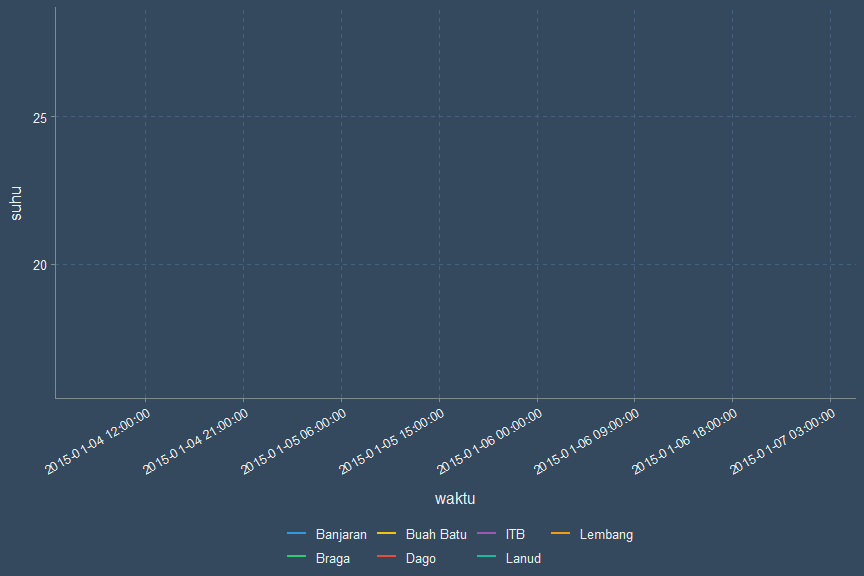 25
suhu
20
2015-01-04 12:00:00
2015-01-04 21:00:00
2015-01-05 06:00:00
2015-01-05 15:00:00
2015-01-06 00:00:00
2015-01-06 09:00:00
2015-01-06 18:00:00
2015-01-07 03:00:00
waktu
Banjaran Buah Batu ITB Lembang
Braga Dago Lanud